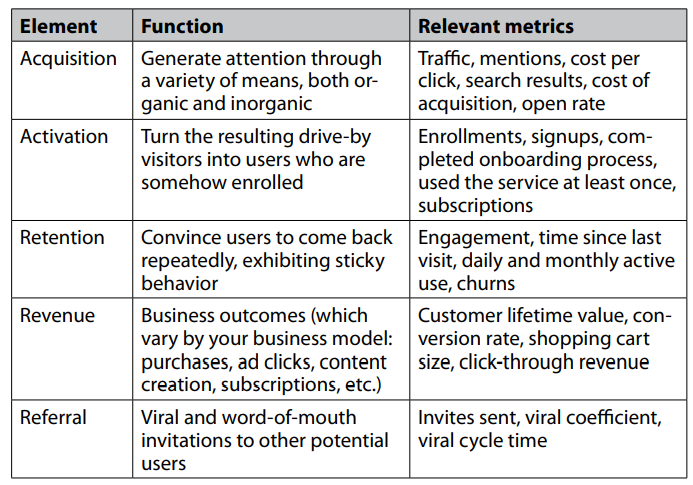 Element Function Relevant metrics
Acquisition Generate attention through Traffic, mentions, cost per
a variety of means, both or- click, search results, cost of
ganic and inorganic acquisition, open rate
Activation Turn the resulting drive-by Enrollments, signups, com-
visitors into users who are pleted onboarding process,
somehow enrolled used the service at least once,
subscriptions
Retention Convince users to come back Engagement, time since last
repeatedly, exhibiting sticky visit, daily and monthly active
behavior use, churns
Revenue Business outcomes (which Customer lifetime value, con-
vary by your business model: version rate, shopping cart
purchases, ad clicks, content size, click-through revenue
creation, subscriptions, etc.)
Referral Viral and word-of-mouth Invites sent, viral coefficient,
invitations to other potential viral cycle time
users